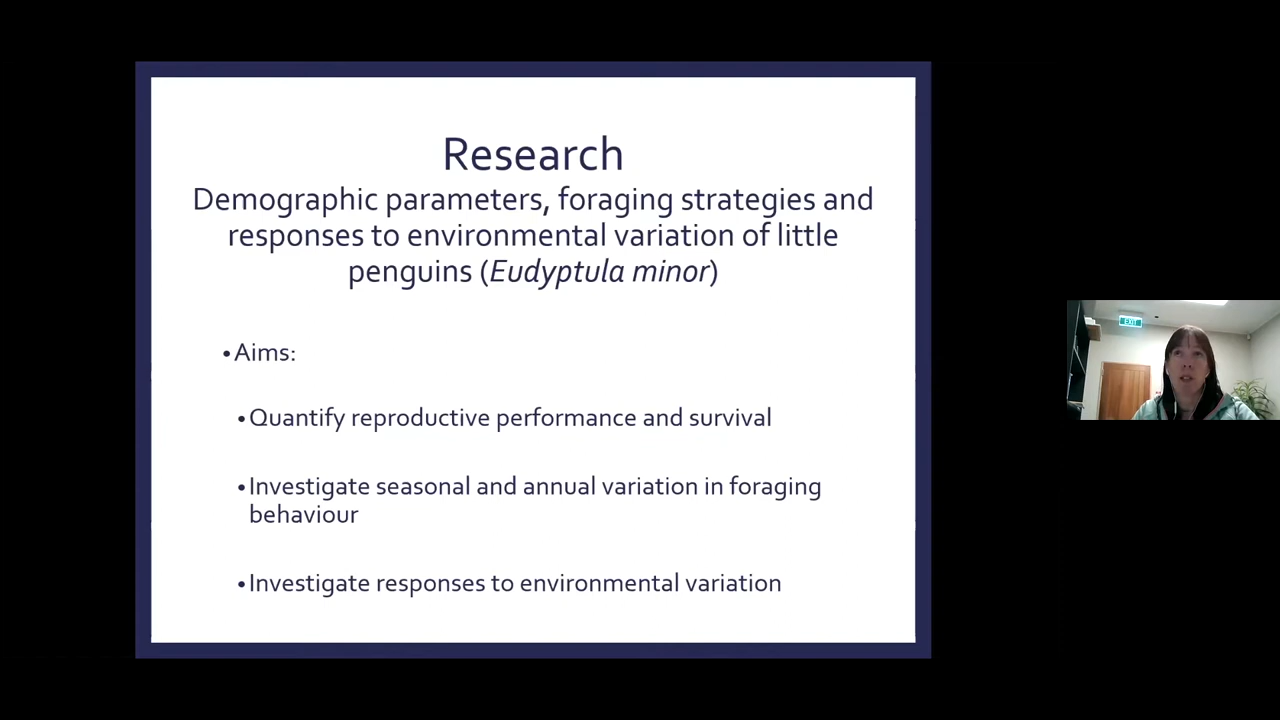 Research
Demographic parameters, foraging strategies and
responses to environmental variation of little
penguins (Eudyptula minor)
•Aims:
•Quantify reproductive performance and survival
•Investigate seasonal and annual variation in foraging
behaviour
•Investigate responses to environmental variation
EXIT